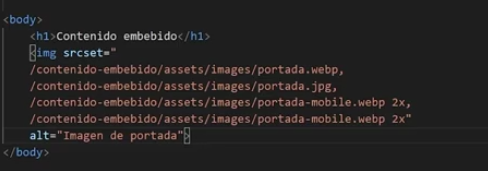 <body>
<h1>Contenido embebido</h1>
<img srcset="
/contenido-embebido/assets/images/portada.webp,
/contenido-embebido/assets/images/portada.jpg,
/contenido-embebido/assets/images/portada-mobile.webp 2x,
/contenido-embebido/assets/images/portada-mobile.webp 2x"
alt="Imagen de portada">
</body>